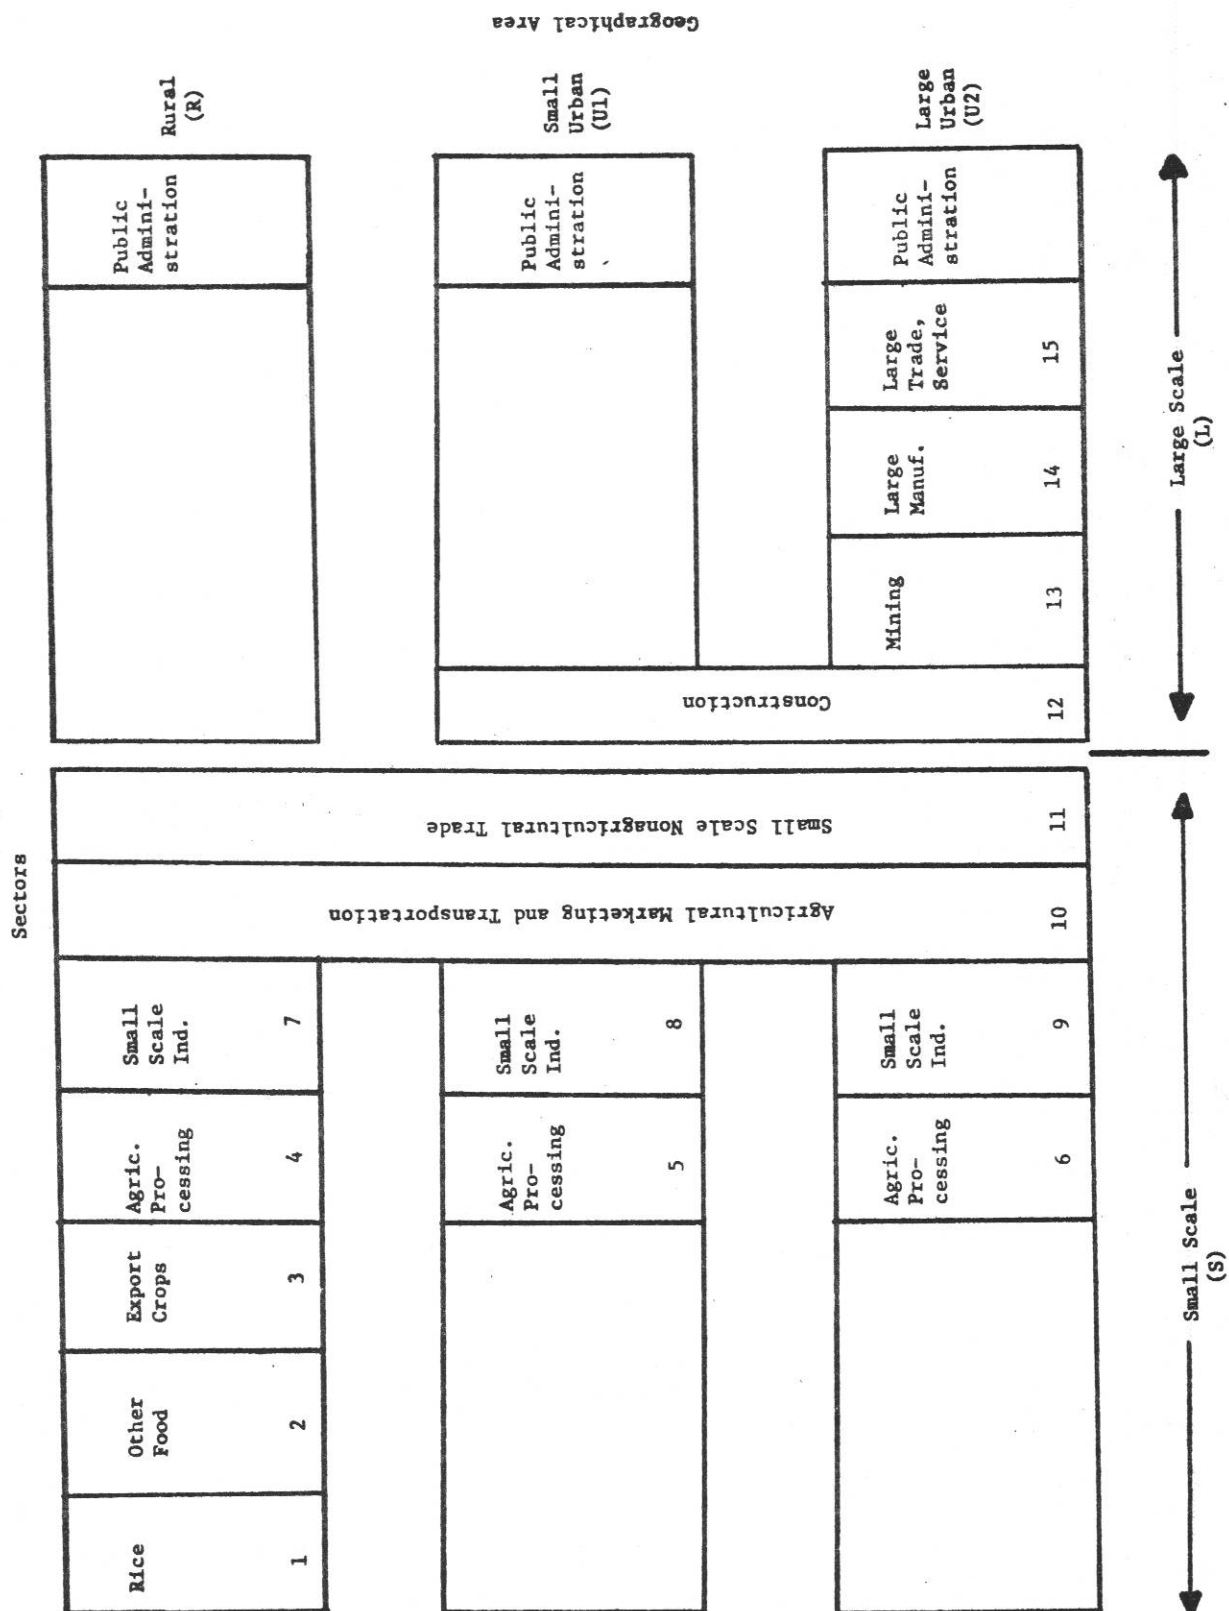 Sectors
Geographical Area
Rice
1
Other
Food
2
Export
Crops
3
Agric.
Pro-
cessing
4
Small
Scale
Ind.
7
Public
Admini-
stration
Rural
(R)
Agric.
Pro-
cessing
5
Small
Scale
Ind.
8
Public
Admini-
stration
Small
Urban
(U1)
Agric.
Pro-
cessing
6
Small
Scale
Ind.
9
Agricultural Marketing and Transportation
10
Small Scale Nonagricultural Trade
11
Construction
12
Mining
13
Large
Manuf.
14
Large
Trade,
Service
15
Public
Admini-
stration
Large
Urban
(U2)
Small Scale
(S)
Large Scale
(L)